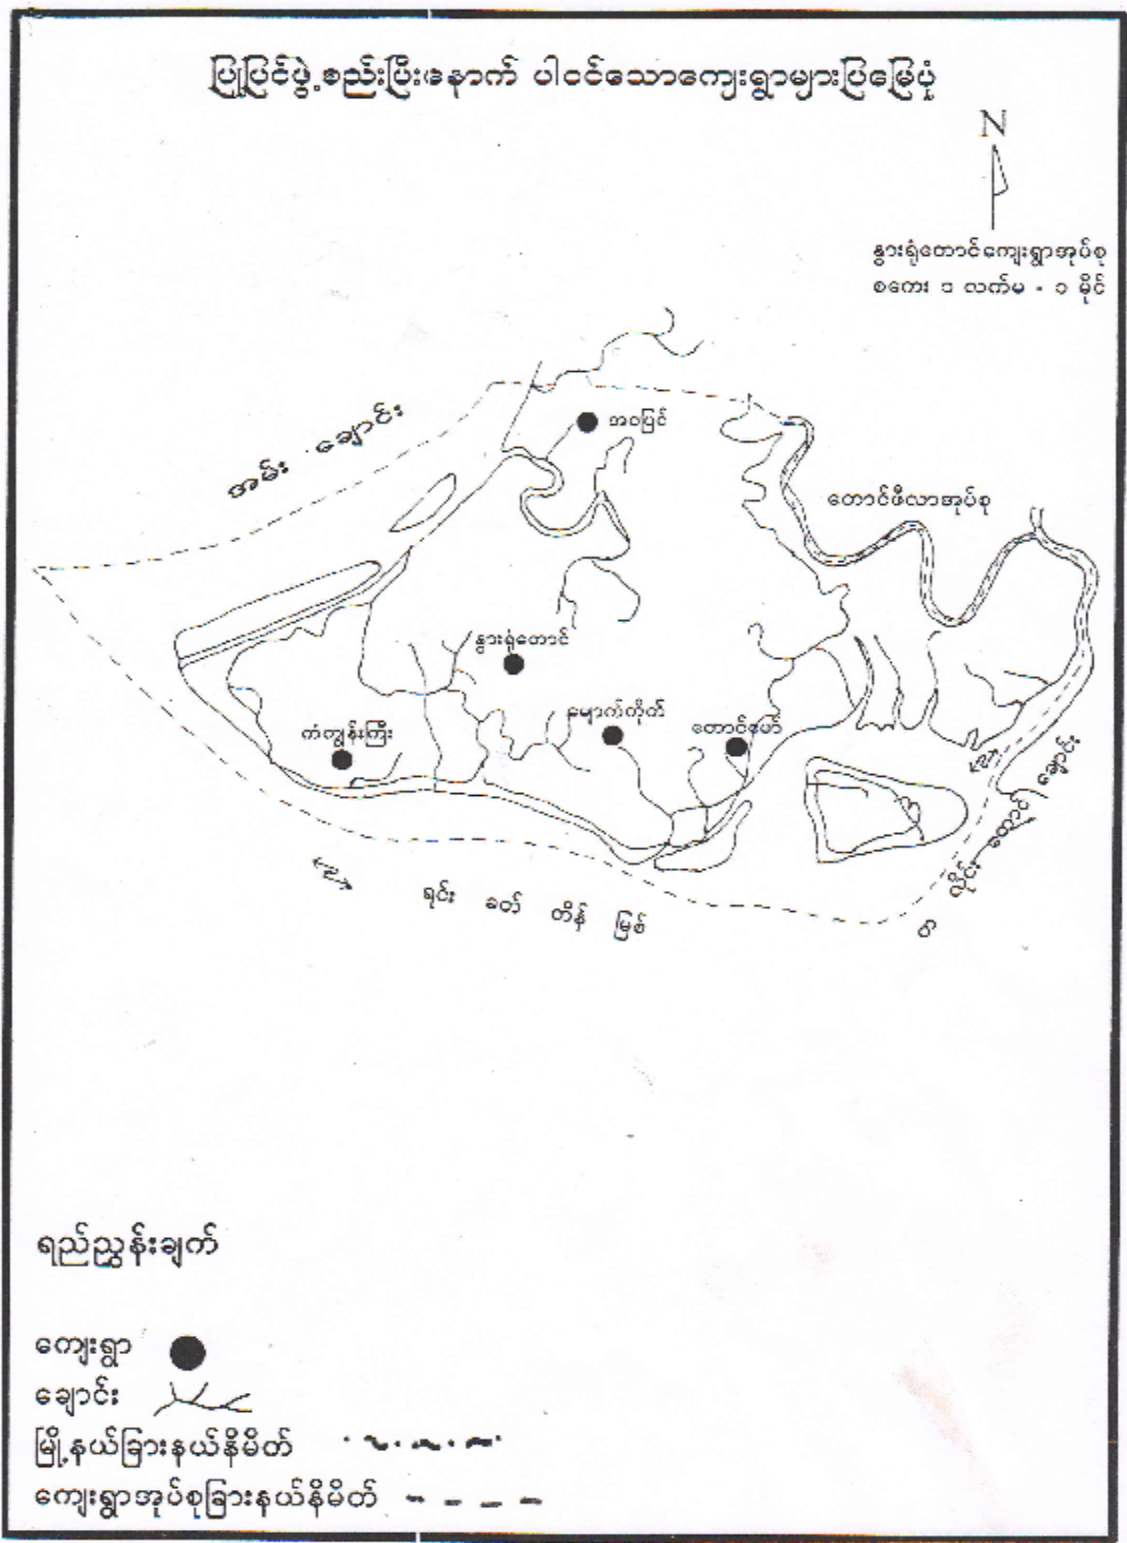 ပြုပြင်ဖွဲ့စည်းပြီးနောက် ပါဝင်သောကျေးရွာများပြမြေပုံ
N
နွားရုံတောင်ကျေးရွာအုပ်စု
စကေး ၁ လက်မ - ၁ မိုင်
အမ်း ချောင်း
အဝပြင်
တောင်ဖီလာအုပ်စု
နွားရုံတောင်
မျောက်တိုတ်
တောင်မော်
ကံကျွန်းကြီး
ချောင်း
တောင်
ရင်း ခတ် တိန် မြစ်
ရည်ညွှန်းချက်
ကျေးရွာ
ချောင်း
မြို့နယ်ခြားနယ်နိမိတ်
ကျေးရွာအုပ်စုခြားနယ်နိမိတ်